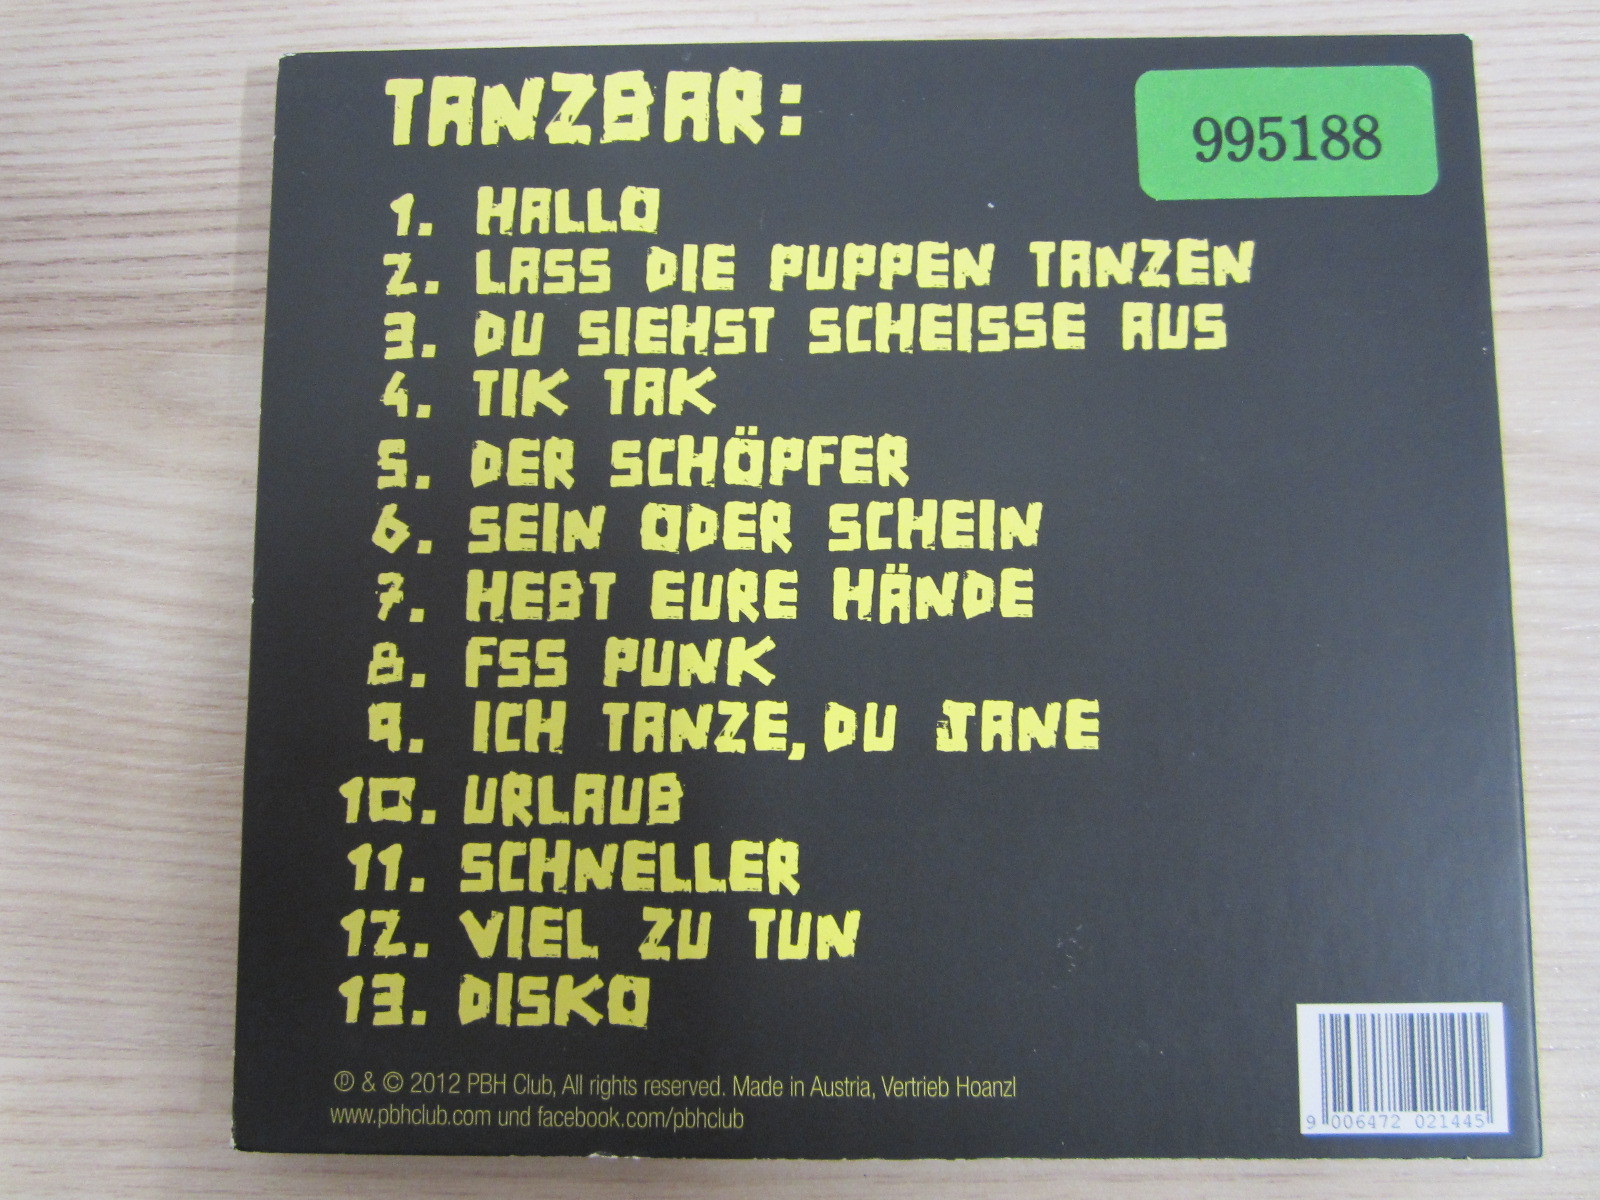 TANZBAR:
995188
1. HALLO
2. LASS DIE PUPPEN TANZEN
3. DU SIEHST SCHEISSE AUS
4. TIK TAK
5. DER SCHÖPFER
6. SEIN ODER SCHEIN
7. HEBT EURE HÄNDE
8. FSS PUNK
9. ICH TANZE, DU JANE
10. URLAUB
11. SCHNELLER
12. VIEL ZU TUN
13. DISKO
℗ & © 2012 PBH Club, All rights reserved. Made in Austria, Vertrieb Hoanzl
www.pbhclub.com und facebook.com/pbhclub
9 006472 021445